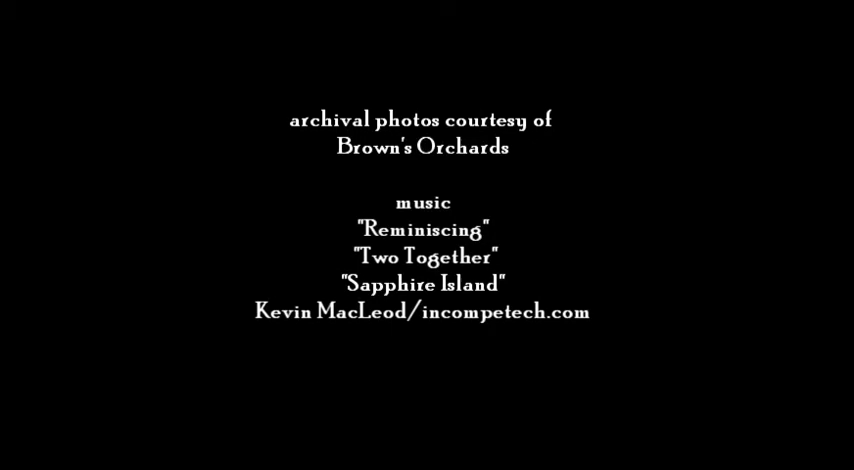 archival photos courtesy of
Brown's Orchards
music
"Reminiscing"
"Two Together"
"Sapphire Island"
Kevin MacLeod/incompetech.com